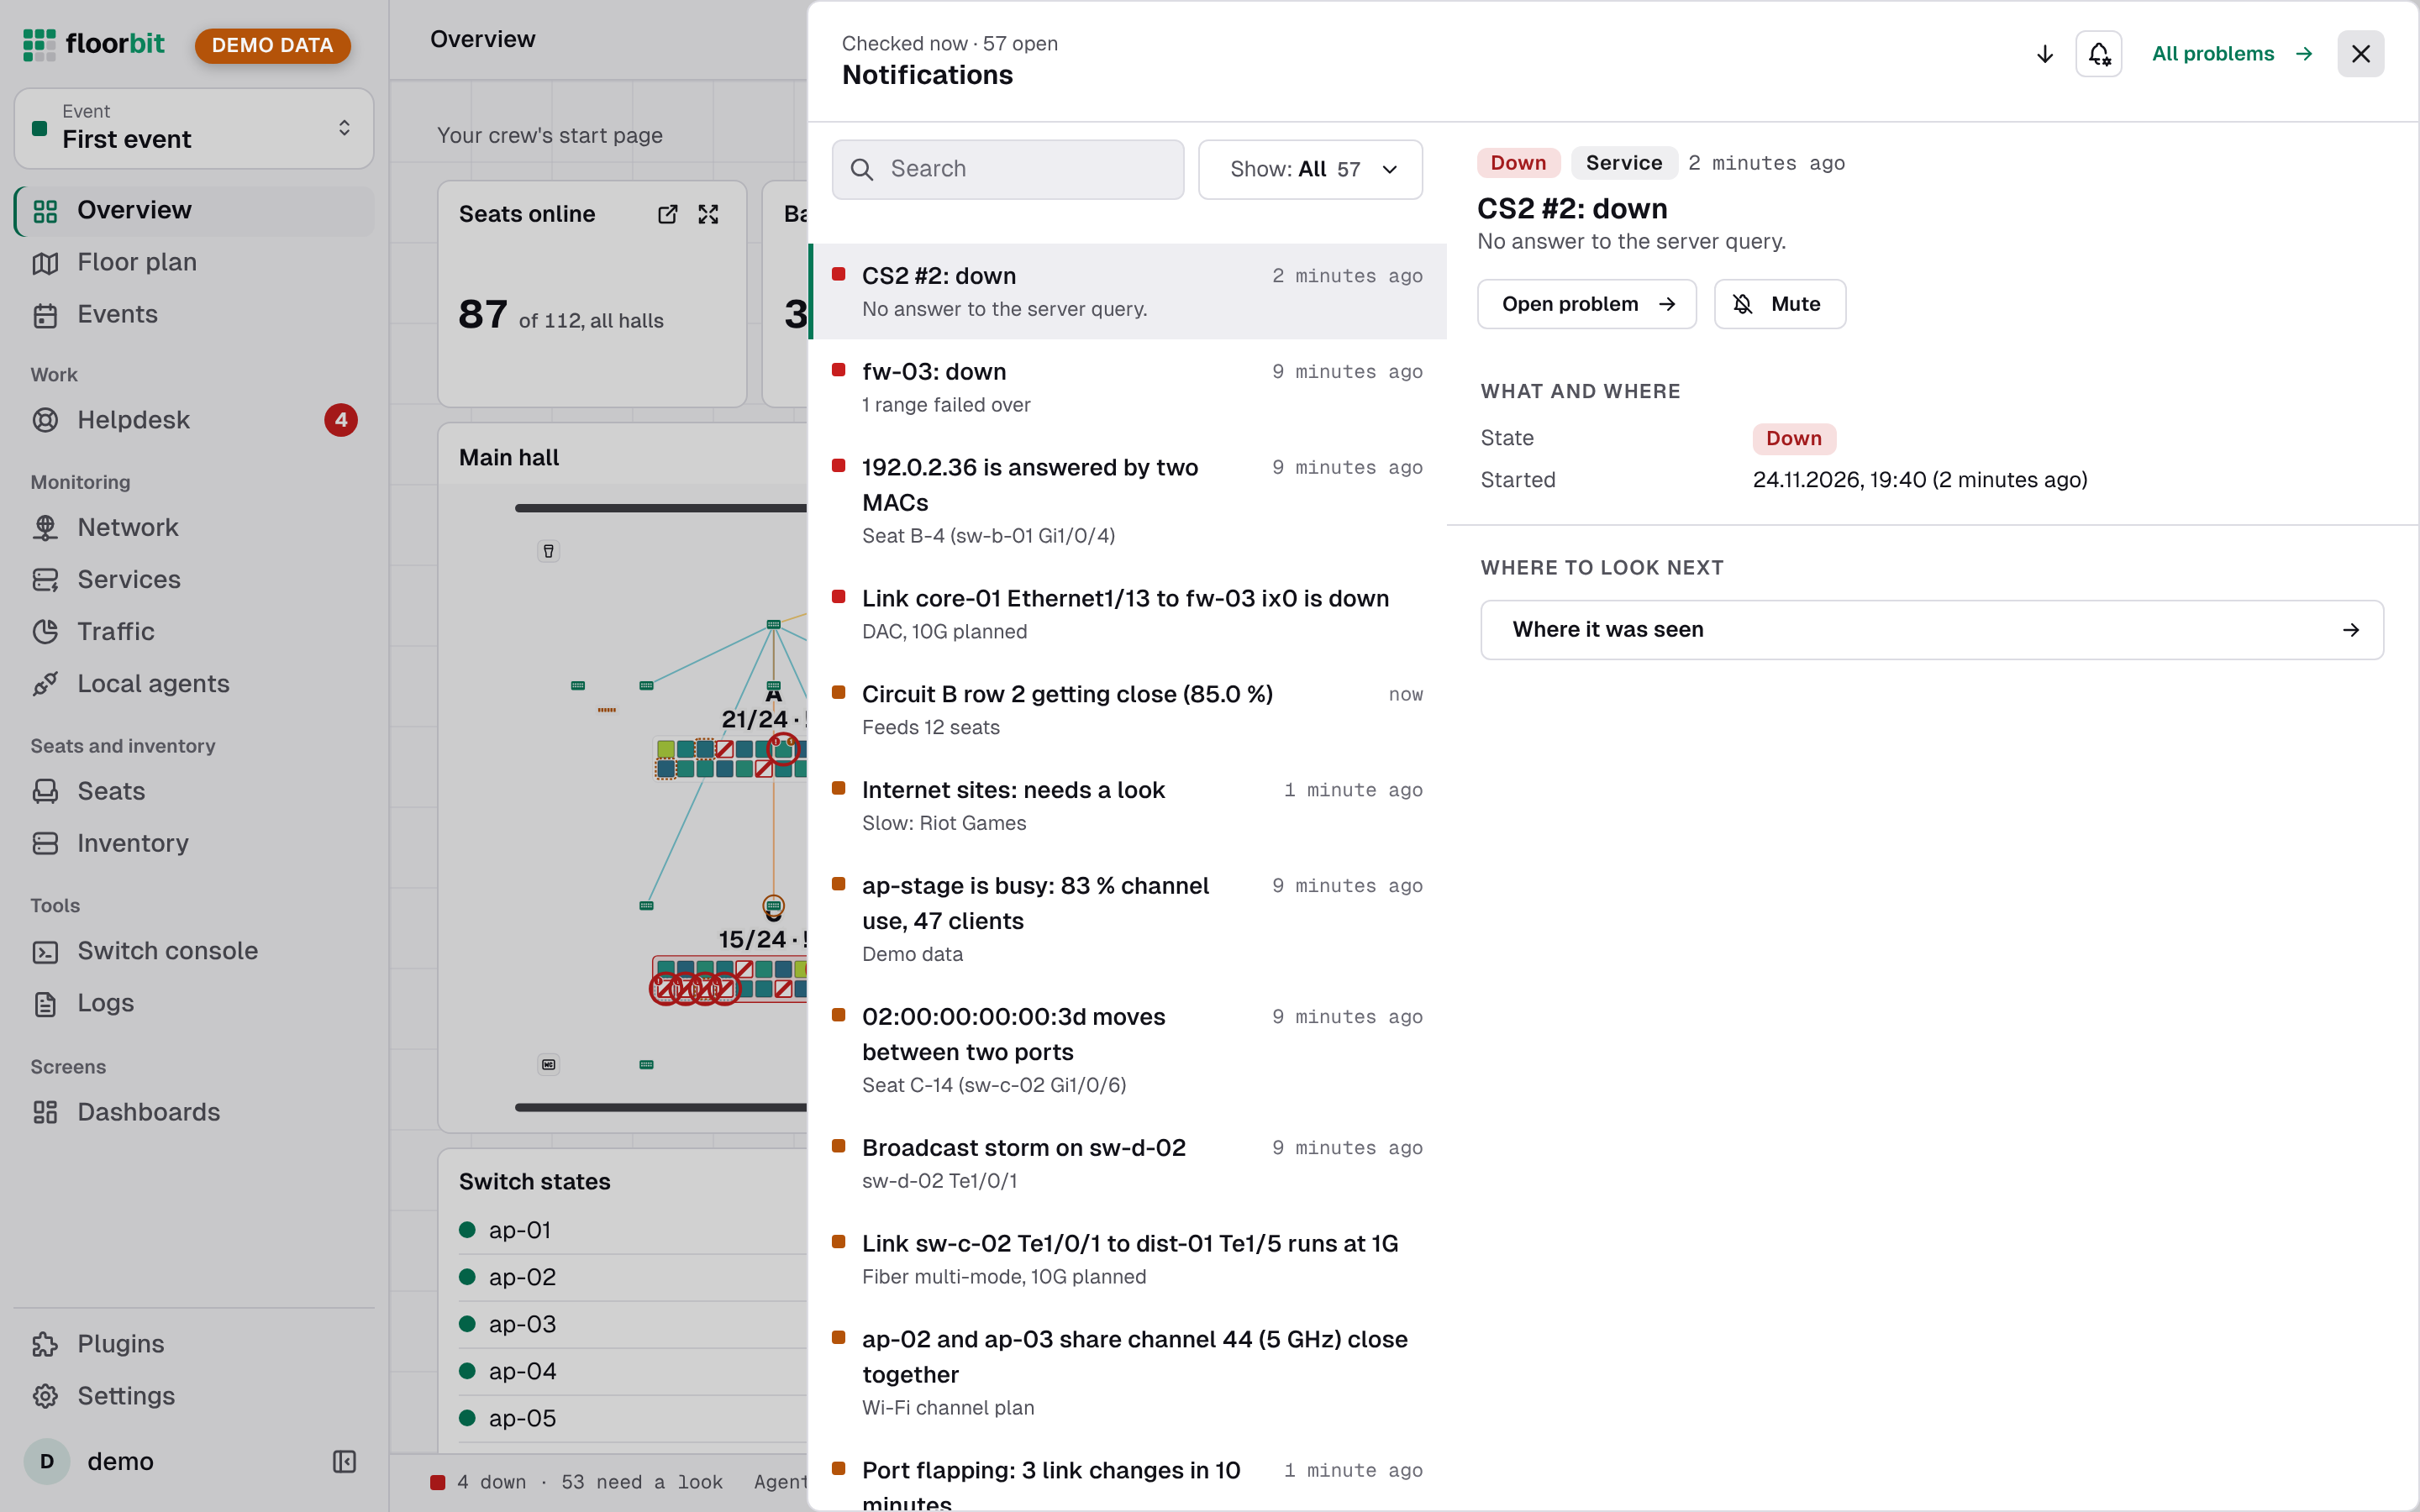 floorbit
DEMO DATA
Event
First event
Overview
Floor plan
Events
Work
Helpdesk
4
Monitoring
Network
Services
Traffic
Local agents
Seats and inventory
Seats
Inventory
Tools
Switch console
Logs
Screens
Dashboards
Plugins
Settings
D
demo
Overview
Your crew's start page
Seats online
87 of 112, all halls
Main hall
A
21/24 ·
15/24 ·
WC
Switch states
ap-01
ap-02
ap-03
ap-04
ap-05
4 down · 53 need a look
Agent
Checked now · 57 open
Notifications
All problems
Search
Show: All 57
CS2 #2: down
2 minutes ago
No answer to the server query.
fw-03: down
9 minutes ago
1 range failed over
192.0.2.36 is answered by two
9 minutes ago
MACs
Seat B-4 (sw-b-01 Gi1/0/4)
Link core-01 Ethernet1/13 to fw-03 ix0 is down
DAC, 10G planned
Circuit B row 2 getting close (85.0 %)
now
Feeds 12 seats
Internet sites: needs a look
1 minute ago
Slow: Riot Games
ap-stage is busy: 83 % channel
9 minutes ago
use, 47 clients
Demo data
02:00:00:00:00:3d moves
9 minutes ago
between two ports
Seat C-14 (sw-c-02 Gi1/0/6)
Broadcast storm on sw-d-02
9 minutes ago
sw-d-02 Te1/0/1
Link sw-c-02 Te1/0/1 to dist-01 Te1/5 runs at 1G
Fiber multi-mode, 10G planned
ap-02 and ap-03 share channel 44 (5 GHz) close
together
Wi-Fi channel plan
Port flapping: 3 link changes in 10
1 minute ago
minutes
Down
Service
2 minutes ago
CS2 #2: down
No answer to the server query.
Open problem
Mute
WHAT AND WHERE
State
Down
Started
24.11.2026, 19:40 (2 minutes ago)
WHERE TO LOOK NEXT
Where it was seen